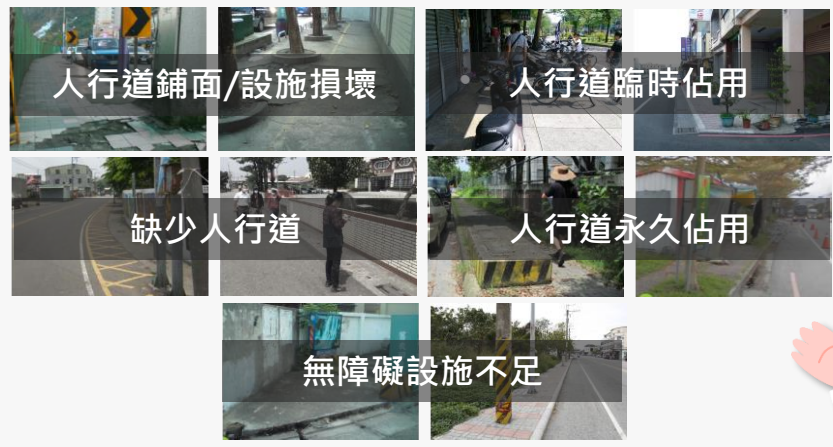 人行道鋪面/設施損壞
人行道臨時佔用
缺少人行道
人行道永久佔用
無障礙設施不足